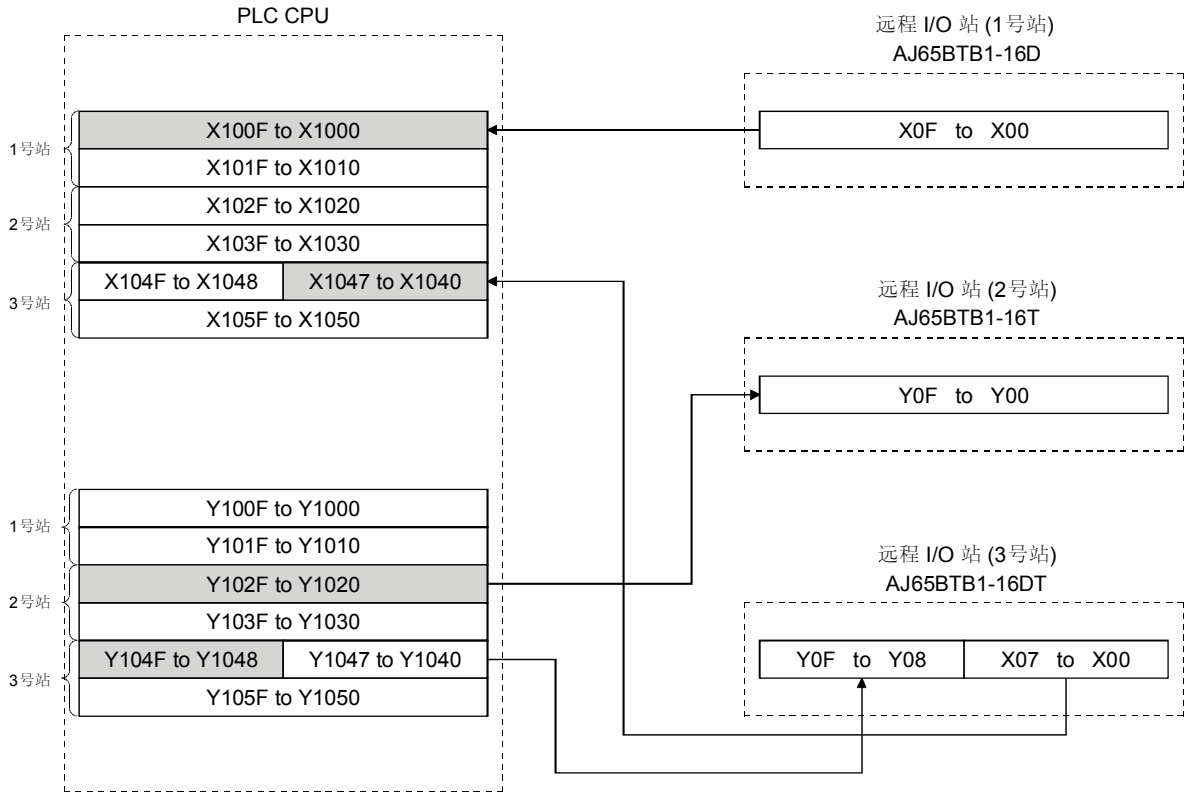 PLC CPU
1号站
X100F to X1000
X101F to X1010
2号站
X102F to X1020
X103F to X1030
3号站
X104F to X1048
X1047 to X1040
X105F to X1050
1号站
Y100F to Y1000
Y101F to Y1010
2号站
Y102F to Y1020
Y103F to Y1030
3号站
Y104F to Y1048
Y1047 to Y1040
Y105F to Y1050
远程 I/O 站 (1号站)
AJ65BTB1-16D
X0F to X00
远程 I/O 站 (2号站)
AJ65BTB1-16T
Y0F to Y00
远程 I/O 站 (3号站)
AJ65BTB1-16DT
Y0F to Y08
X07 to X00